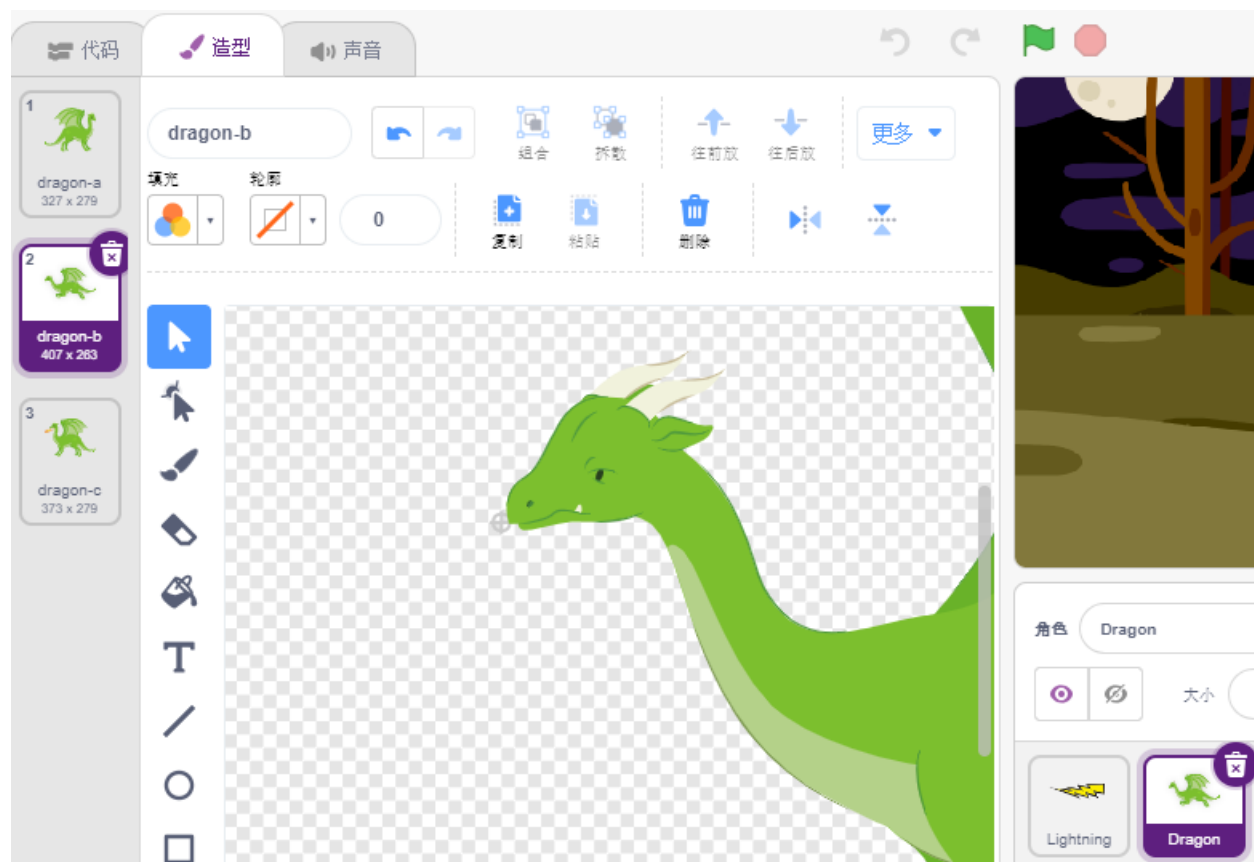 代码
造型
声音
1
dragon-a
327 x 279
2
dragon-b
407 x 263
3
dragon-c
373 x 279
dragon-b
组合
拆散
往前放
往后放
更多
填充
轮廓
0
复制
粘贴
删除
T
角色
Dragon
大小
Lightning
Dragon